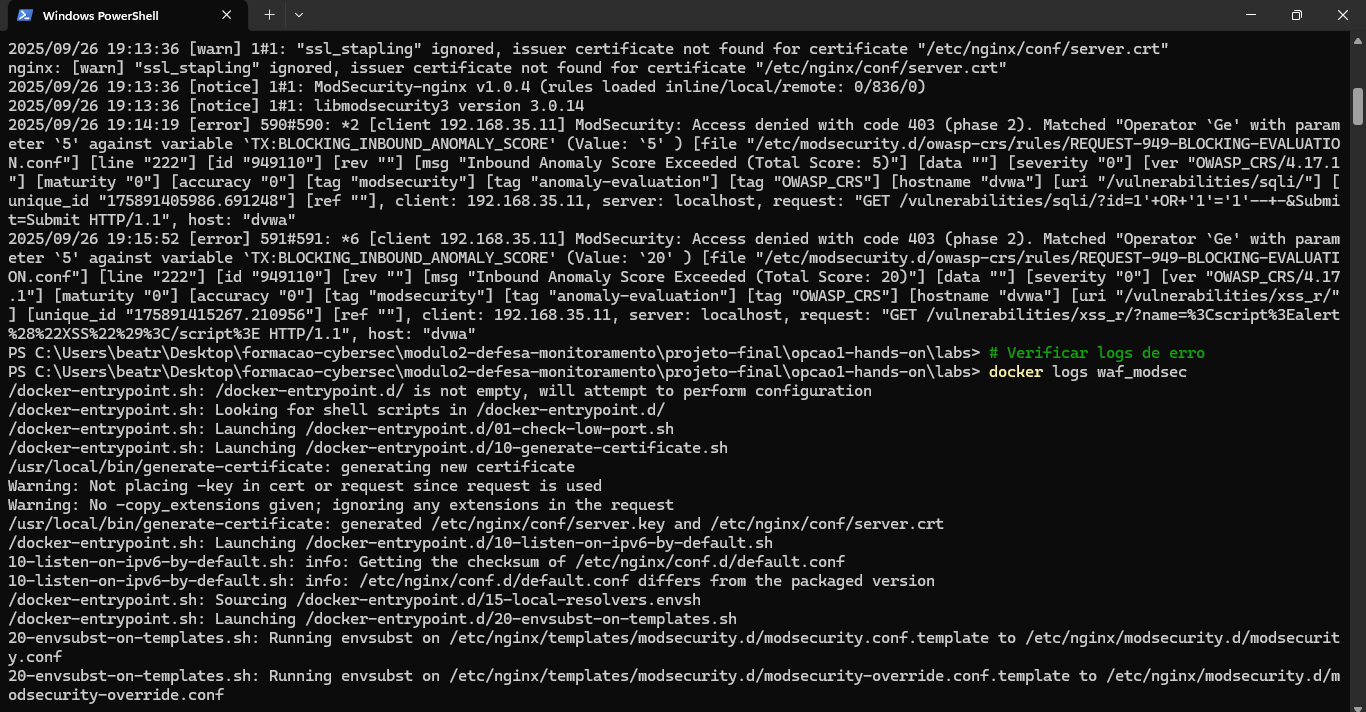 Windows PowerShell
2025/09/26 19:13:36 [warn] 1#1: "ssl_stapling" ignored, issuer certificate not found for certificate "/etc/nginx/conf/server.crt"
nginx: [warn] "ssl_stapling" ignored, issuer certificate not found for certificate "/etc/nginx/conf/server.crt"
2025/09/26 19:13:36 [notice] 1#1: ModSecurity-nginx v1.0.4 (rules loaded inline/local/remote: 0/836/0)
2025/09/26 19:13:36 [notice] 1#1: libmodsecurity3 version 3.0.14
2025/09/26 19:14:19 [error] 590#590: *2 [client 192.168.35.11] ModSecurity: Access denied with code 403 (phase 2). Matched "Operator `Ge' with param
eter `5' against variable `TX:BLOCKING_INBOUND_ANOMALY_SCORE' (Value: `5' ) [file "/etc/modsecurity.d/owasp-crs/rules/REQUEST-949-BLOCKING-EVALUATIO
N.conf"] [line "222"] [id "949110"] [rev ""] [msg "Inbound Anomaly Score Exceeded (Total Score: 5)"] [data ""] [severity "0"] [ver "OWASP_CRS/4.17.1
"] [maturity "0"] [accuracy "0"] [tag "modsecurity"] [tag "anomaly-evaluation"] [tag "OWASP_CRS"] [hostname "dvwa"] [uri "/vulnerabilities/sqli/"] [
unique_id "175891405986.691248"] [ref ""], client: 192.168.35.11, server: localhost, request: "GET /vulnerabilities/sqli/?id=1'+OR+'1'='1'--+-&Submi
t=Submit HTTP/1.1", host: "dvwa"
2025/09/26 19:15:52 [error] 591#591: *6 [client 192.168.35.11] ModSecurity: Access denied with code 403 (phase 2). Matched "Operator `Ge' with param
eter `5' against variable `TX:BLOCKING_INBOUND_ANOMALY_SCORE' (Value: `20' ) [file "/etc/modsecurity.d/owasp-crs/rules/REQUEST-949-BLOCKING-EVALUATI
ON.conf"] [line "222"] [id "949110"] [rev ""] [msg "Inbound Anomaly Score Exceeded (Total Score: 20)"] [data ""] [severity "0"] [ver "OWASP_CRS/4.17
.1"] [maturity "0"] [accuracy "0"] [tag "modsecurity"] [tag "anomaly-evaluation"] [tag "OWASP_CRS"] [hostname "dvwa"] [uri "/vulnerabilities/xss_r/"
] [unique_id "175891415267.210956"] [ref ""], client: 192.168.35.11, server: localhost, request: "GET /vulnerabilities/xss_r/?name=%3Cscript%3Ealert
%28%22XSS%22%29%3C/script%3E HTTP/1.1", host: "dvwa"
PS C:\Users\beatr\Desktop\formacao-cybersec\modulo2-defesa-monitoramento\projeto-final\opcao1-hands-on\labs> # Verificar logs de erro
PS C:\Users\beatr\Desktop\formacao-cybersec\modulo2-defesa-monitoramento\projeto-final\opcao1-hands-on\labs> docker logs waf_modsec
/docker-entrypoint.sh: /docker-entrypoint.d/ is not empty, will attempt to perform configuration
/docker-entrypoint.sh: Looking for shell scripts in /docker-entrypoint.d/
/docker-entrypoint.sh: Launching /docker-entrypoint.d/01-check-low-port.sh
/docker-entrypoint.sh: Launching /docker-entrypoint.d/10-generate-certificate.sh
/usr/local/bin/generate-certificate: generating new certificate
Warning: Not placing -key in cert or request since request is used
Warning: No -copy_extensions given; ignoring any extensions in the request
/usr/local/bin/generate-certificate: generated /etc/nginx/conf/server.key and /etc/nginx/conf/server.crt
/docker-entrypoint.sh: Launching /docker-entrypoint.d/10-listen-on-ipv6-by-default.sh
10-listen-on-ipv6-by-default.sh: info: Getting the checksum of /etc/nginx/conf.d/default.conf
10-listen-on-ipv6-by-default.sh: info: /etc/nginx/conf.d/default.conf differs from the packaged version
/docker-entrypoint.sh: Sourcing /docker-entrypoint.d/15-local-resolvers.envsh
/docker-entrypoint.sh: Launching /docker-entrypoint.d/20-envsubst-on-templates.sh
20-envsubst-on-templates.sh: Running envsubst on /etc/nginx/templates/modsecurity.d/modsecurity.conf.template to /etc/nginx/modsecurity.d/modsecurit
y.conf
20-envsubst-on-templates.sh: Running envsubst on /etc/nginx/templates/modsecurity.d/modsecurity-override.conf.template to /etc/nginx/modsecurity.d/m
odsecurity-override.conf